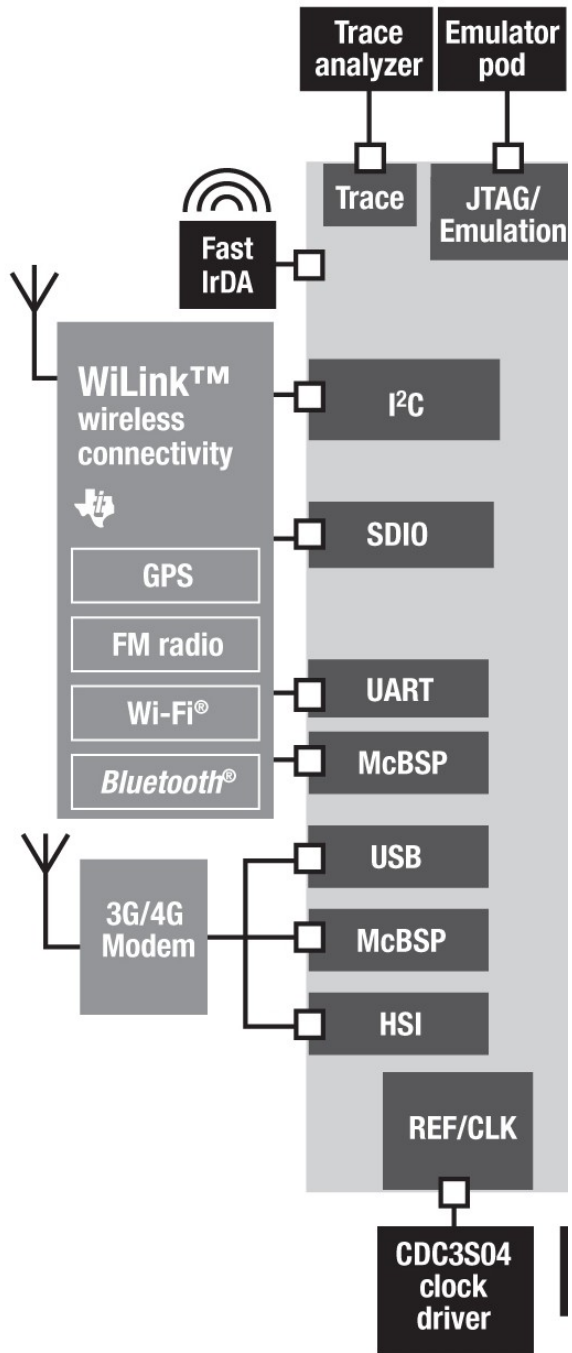 Trace
analyzer
Emulator
pod
Trace
JTAG/
Emulation
Fast
IrDA
WiLink™
wireless
connectivity
GPS
FM radio
Wi-Fi®
Bluetooth®
I²C
SDIO
UART
McBSP
3G/4G
Modem
USB
McBSP
HSI
REF/CLK
CDC3S04
clock
driver